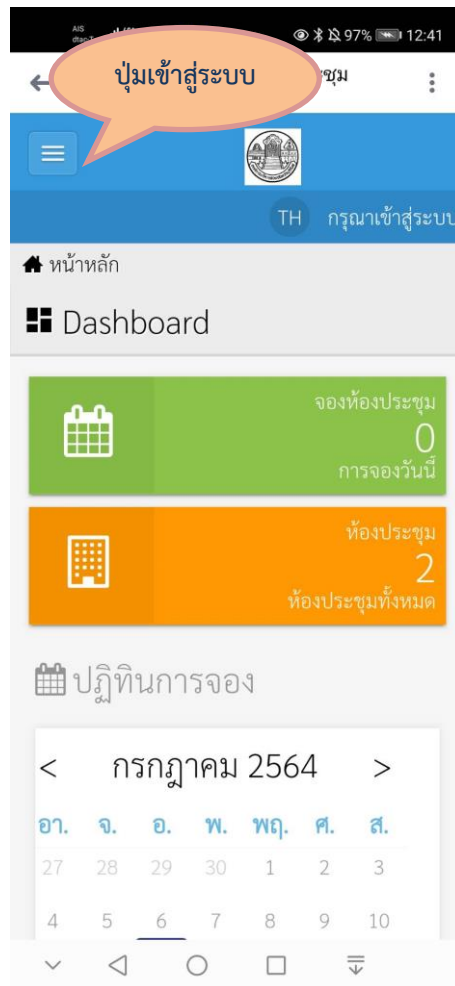 AIS
97% 12:41
ปุ่มเข้าสู่ระบบ
TH กรุณาเข้าสู่ระบบ
หน้าหลัก
Dashboard
จองห้องประชุม
0
การจองวันนี้
ห้องประชุม
2
ห้องประชุมทั้งหมด
ปฏิทินการจอง
< กรกฎาคม 2564 >
อา. จ. อ. พ. พฤ. ศ. ส.
27 28 29 30 1 2 3
4 5 6 7 8 9 10